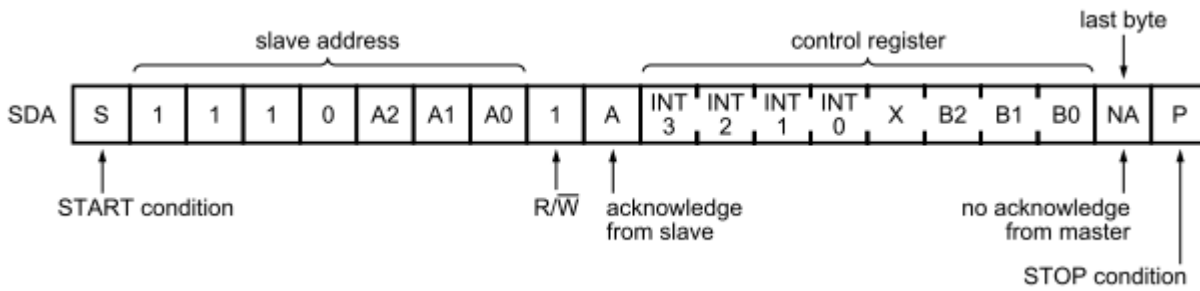 last byte
slave address control register
SDA S 1 1 1 0 A2 A1 A0 1 A INT 3 INT 2 INT 1 INT 0 X B2 B1 B0 NA P
START condition R/W̅ acknowledge from slave no acknowledge from master
STOP condition